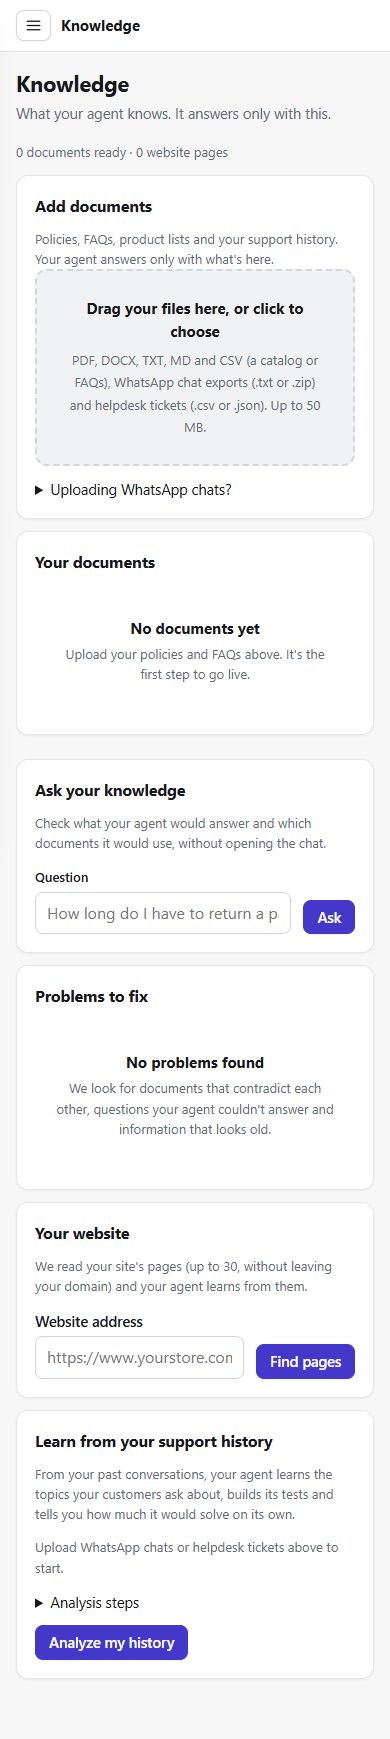 Knowledge
Knowledge
What your agent knows. It answers only with this.
0 documents ready · 0 website pages
Add documents
Policies, FAQs, product lists and your support history.
Your agent answers only with what's here.
Drag your files here, or click to
choose
PDF, DOCX, TXT, MD and CSV (a catalog or
FAQs), WhatsApp chat exports (.txt or .zip)
and helpdesk tickets (.csv or .json). Up to 50
MB.
Uploading WhatsApp chats?
Your documents
No documents yet
Upload your policies and FAQs above. It's the
first step to go live.
Ask your knowledge
Check what your agent would answer and which
documents it would use, without opening the chat.
Question
How long do I have to return a p
Ask
Problems to fix
No problems found
We look for documents that contradict each
other, questions your agent couldn't answer and
information that looks old.
Your website
We read your site's pages (up to 30, without leaving
your domain) and your agent learns from them.
Website address
https://www.yourstore.con
Find pages
Learn from your support history
From your past conversations, your agent learns the
topics your customers ask about, builds its tests and
tells you how much it would solve on its own.
Upload WhatsApp chats or helpdesk tickets above to
start.
Analysis steps
Analyze my history